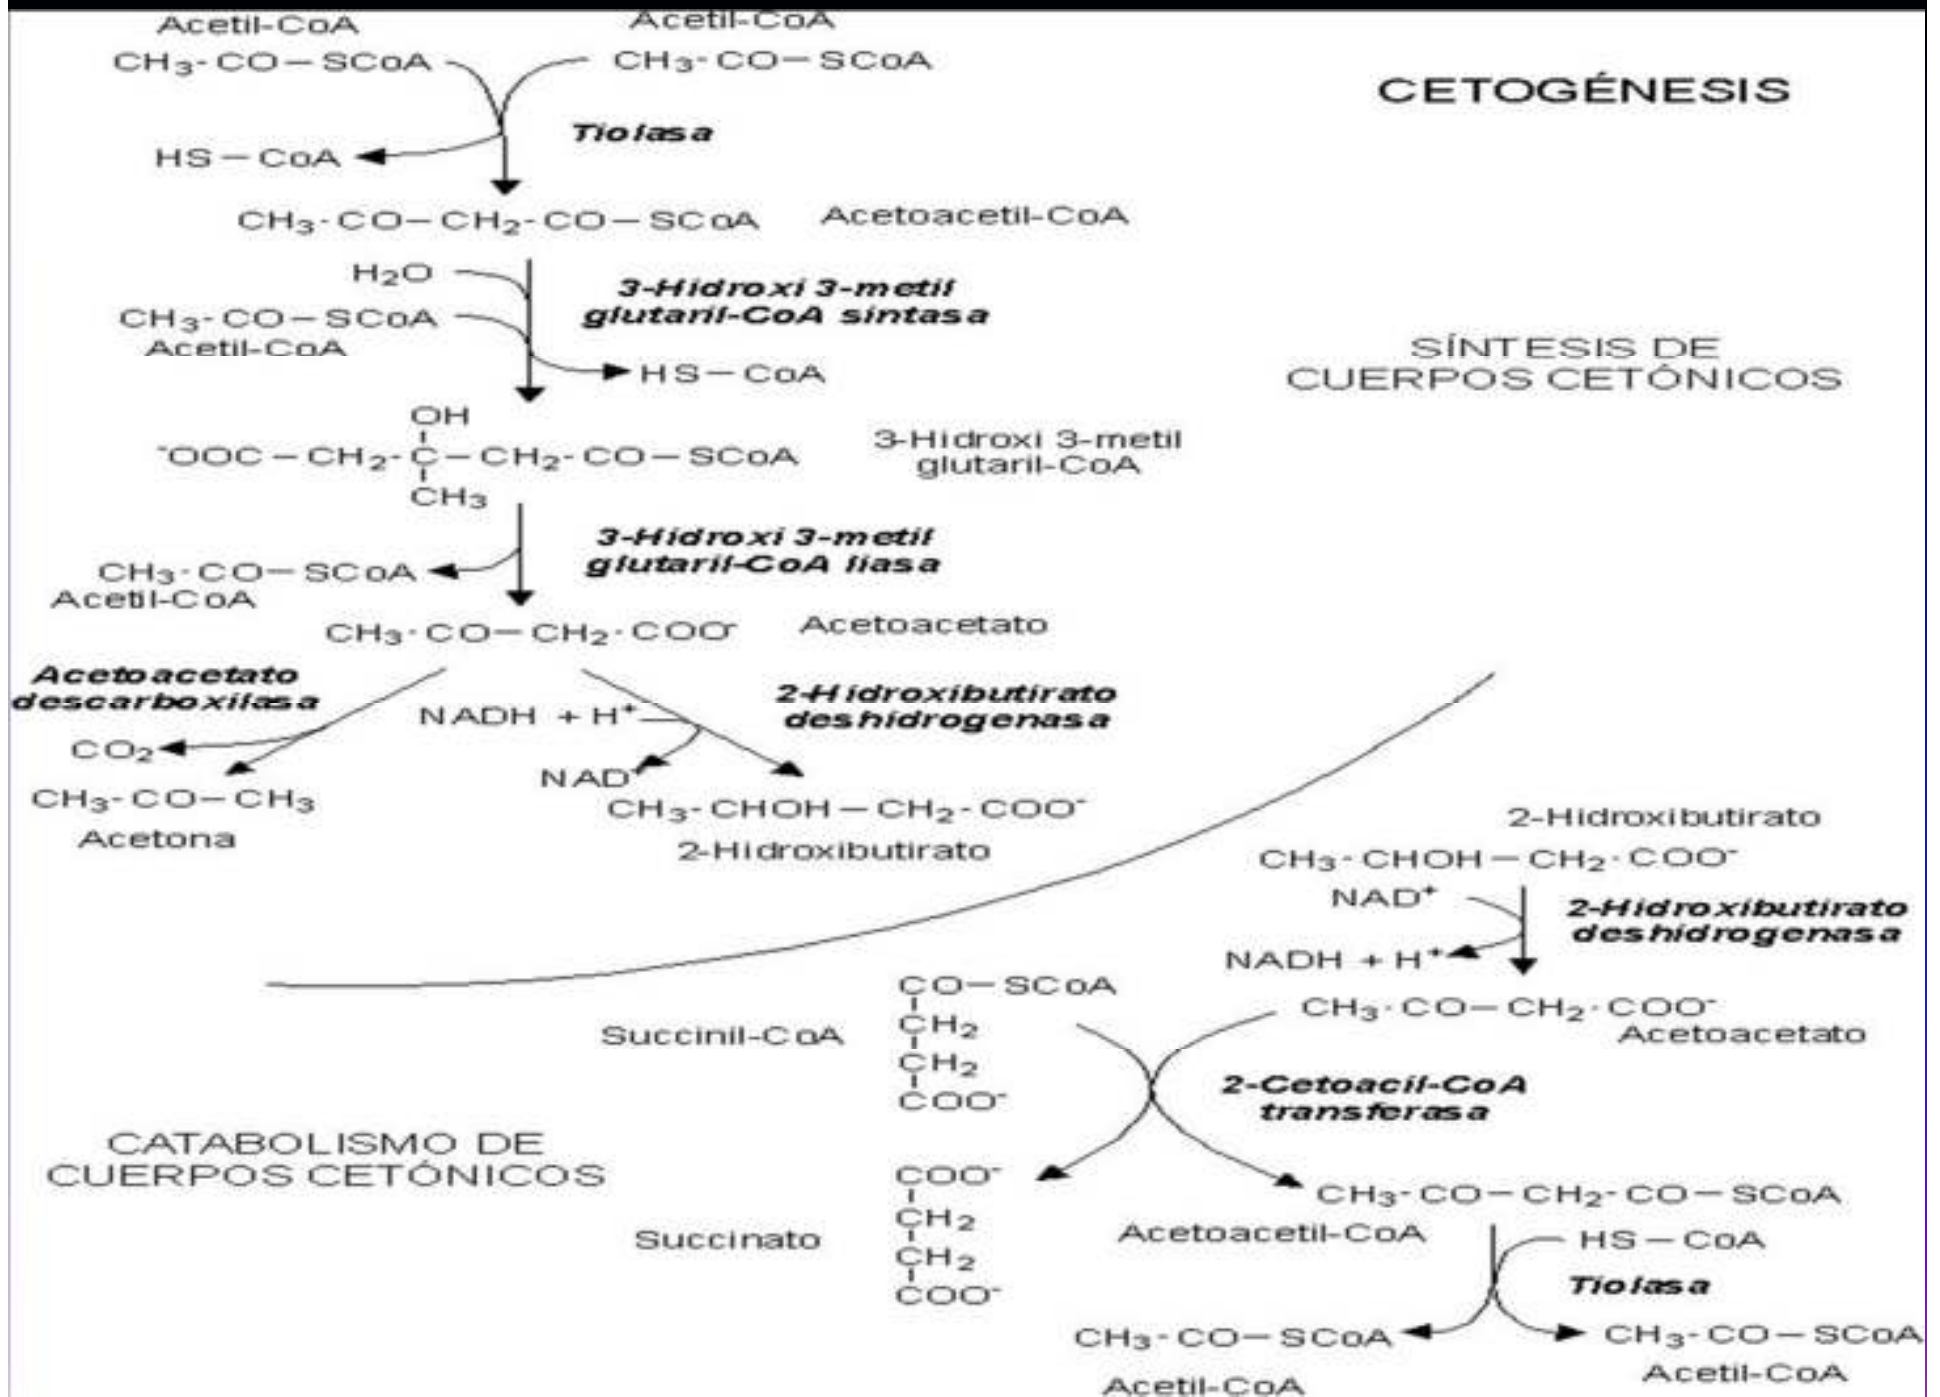 Acetil-CoA
Acetil-CoA
CH3-CO—SCoA
CH3-CO—SCoA
CETOGÉNESIS
Tiolasa
HS—CoA
CH3-CO—CH2-CO—SCoA
Acetoacetil-CoA
H2O
3-Hidroxi 3-metil
glutaril-CoA sintasa
CH3-CO—SCoA
Acetil-CoA
HS—CoA
SÍNTESIS DE
CUERPOS CETÓNICOS
OH
-OOC—CH2-C—CH2-CO—SCoA
CH3
3-Hidroxi 3-metil
glutaril-CoA
3-Hidroxi 3-metil
glutaril-CoA liasa
CH3-CO—SCoA
Acetil-CoA
CH3-CO—CH2-COO-
Acetoacetato
Acetoacetato
descarboxilasa
NADH + H+
2-Hidroxibutirato
deshidrogenasa
CO2
NAD+
CH3-CO—CH3
Acetona
CH3-CHOH—CH2-COO-
2-Hidroxibutirato
2-Hidroxibutirato
CH3-CHOH—CH2-COO-
NAD+
2-Hidroxibutirato
deshidrogenasa
NADH + H+
CH3-CO—CH2-COO-
Acetoacetato
Succinil-CoA
CO—SCoA
CH2
CH2
COO-
2-Cetoacil-CoA
transferasa
CATABOLISMO DE
CUERPOS CETÓNICOS
Succinato
COO-
CH2
CH2
COO-
CH3-CO—CH2-CO—SCoA
Acetoacetil-CoA
HS—CoA
Tiolasa
CH3-CO—SCoA
Acetil-CoA
CH3-CO—SCoA
Acetil-CoA